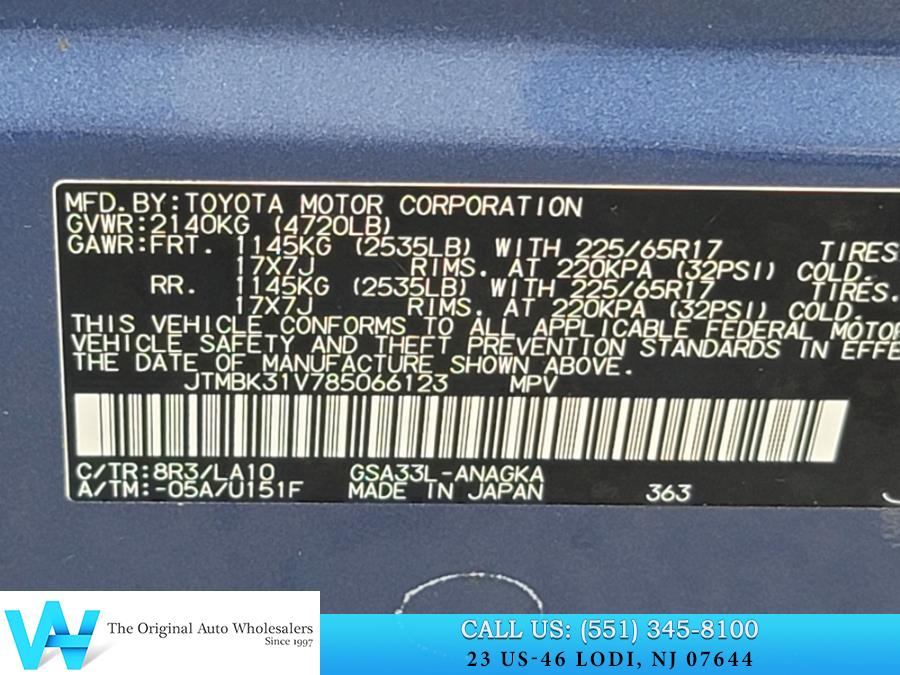 MFD. BY: TOYOTA MOTOR CORPORATION
GVWR: 2140KG (4720LB)
GAWR: FRT. 1145KG (2535LB) WITH 225/65R17 TIRES
17X7J RIMS. AT 220KPA (32PSI) COLD.
RR. 1145KG (2535LB) WITH 225/65R17 TIRES.
17X7J RIMS. AT 220KPA (32PSI) COLD.
THIS VEHICLE CONFORMS TO ALL APPLICABLE FEDERAL MOTOR
VEHICLE SAFETY AND THEFT PREVENTION STANDARDS IN EFFE
THE DATE OF MANUFACTURE SHOWN ABOVE.
JTMBK31V785066123 MPV
C/TR: 8R3/LA10 GSA33L-ANAGKA
A/TM: -05A/U151F MADE IN JAPAN 363
The Original Auto Wholesalers
Since 1997
CALL US: (551) 345-8100
23 US-46 LODI, NJ 07644